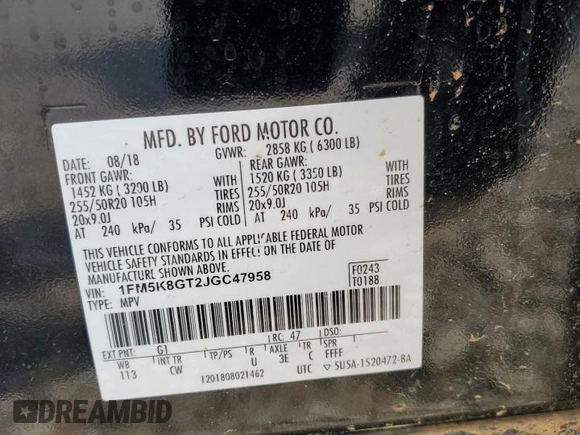 MFD. BY FORD MOTOR CO.
DATE: 08/18 GVWR: 2858 KG ( 6300 LB)
FRONT GAWR: REAR GAWR:
1452 KG ( 3200 LB) 1520 KG ( 3350 LB)
255/50R20 105H TIRES 255/50R20 105H TIRES
20x9.0J RIMS 20x9.0J RIMS
AT 240 kPa/ 35 PSI COLD AT 240 kPa/ 35 PSI COLD
THIS VEHICLE CONFORMS TO ALL APPLICABLE FEDERAL MOTOR
VEHICLE SAFETY STANDARDS IN EFFECT ON THE DATE OF
VIN: 1FM5K8GT2JGC47958 F0243
TYPE: MPV T0188
EXT PNT: G1 RC: 47 DSO:
WB INT TR TP/PS R AXLE TR SPR
113 CW U 3E C FFFF
1201808021462 UTC ▽ 5U5A-1520472-BA
DREAMBID